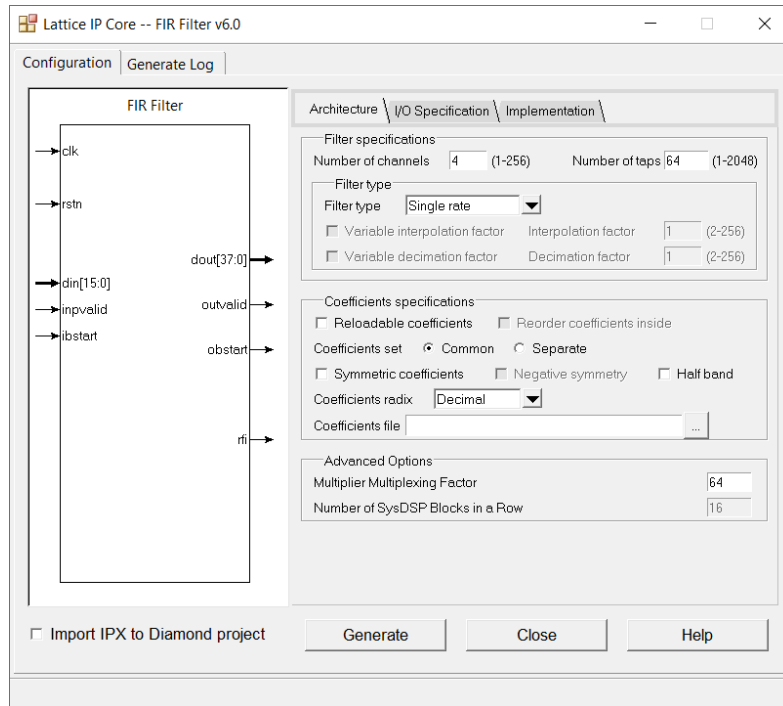 Lattice IP Core -- FIR Filter v6.0
Configuration Generate Log
FIR Filter
clk
rstn
din[15:0]
inpvalid
ibstart
dout[37:0]
outvalid
obstart
rfi
Architecture I/O Specification Implementation
Filter specifications
Number of channels 4 (1-256) Number of taps 64 (1-2048)
Filter type
Filter type Single rate
Variable interpolation factor Interpolation factor 1 (2-256)
Variable decimation factor Decimation factor 1 (2-256)
Coefficients specifications
Reloadable coefficients Reorder coefficients inside
Coefficients set Common Separate
Symmetric coefficients Negative symmetry Half band
Coefficients radix Decimal
Coefficients file ...
Advanced Options
Multiplier Multiplexing Factor 64
Number of SysDSP Blocks in a Row 16
Import IPX to Diamond project Generate Close Help